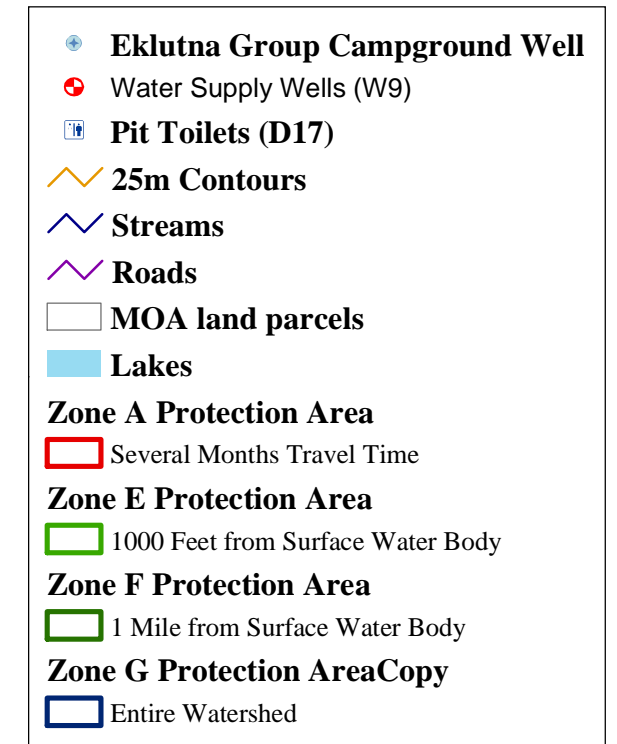 Eklutna Group Campground Well
Water Supply Wells (W9)
Pit Toilets (D17)
25m Contours
Streams
Roads
MOA land parcels
Lakes
Zone A Protection Area
Several Months Travel Time
Zone E Protection Area
1000 Feet from Surface Water Body
Zone F Protection Area
1 Mile from Surface Water Body
Zone G Protection AreaCopy
Entire Watershed